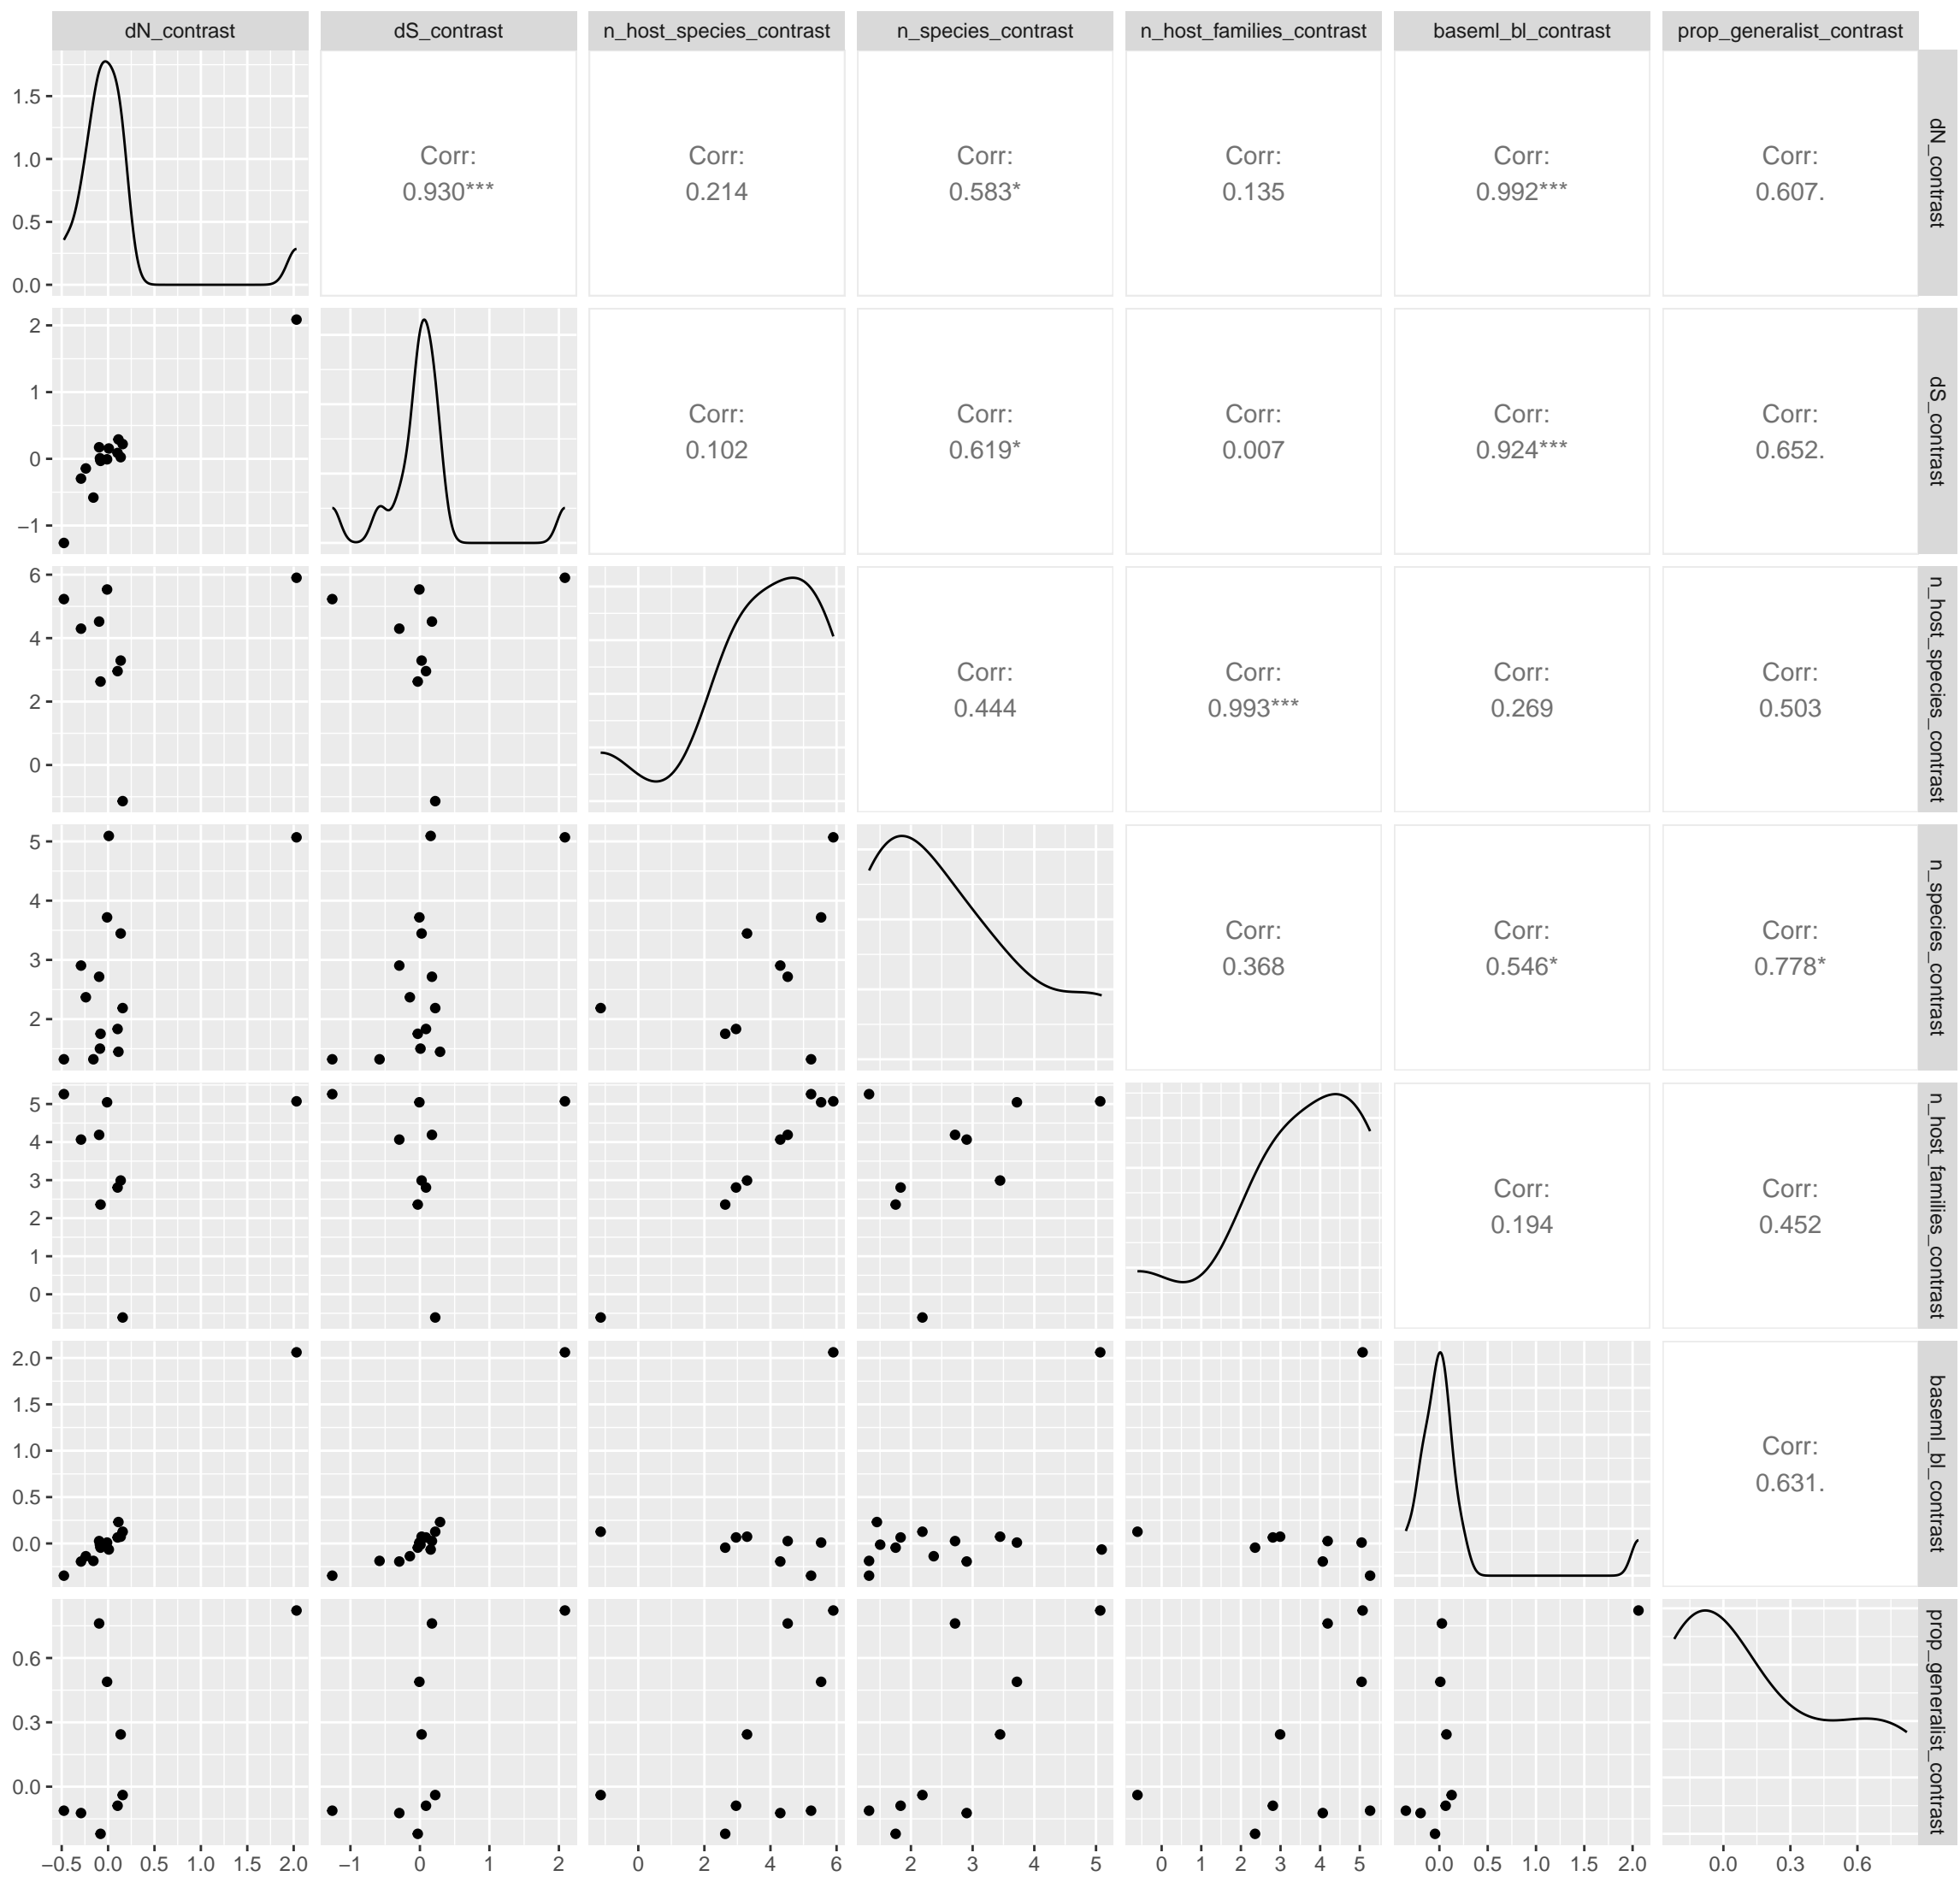 dN_contrast
dS_contrast
n_host_species_contrast
n_species_contrast
n_host_families_contrast
baseml_bl_contrast
prop_generalist_contrast
1.5
1.0
0.5
0.0
Corr:
0.930***
Corr:
0.214
Corr:
0.583*
Corr:
0.135
Corr:
0.992***
Corr:
0.607.
dN_contrast
2
1
0
−1
Corr:
0.102
Corr:
0.619*
Corr:
0.007
Corr:
0.924***
Corr:
0.652.
dS_contrast
6
4
2
0
Corr:
0.444
Corr:
0.993***
Corr:
0.269
Corr:
0.503
n_host_species_contrast
5
4
3
2
Corr:
0.368
Corr:
0.546*
Corr:
0.778*
n_species_contrast
5
4
3
2
1
0
Corr:
0.194
Corr:
0.452
n_host_families_contrast
2.0
1.5
1.0
0.5
0.0
Corr:
0.631.
baseml_bl_contrast
0.6
0.3
0.0
prop_generalist_contrast
−0.5 0.0 0.5 1.0 1.5 2.0
−1 0 1 2
0 2 4 6
2 3 4 5
0 1 2 3 4 5
0.0 0.5 1.0 1.5 2.0
0.0 0.3 0.6